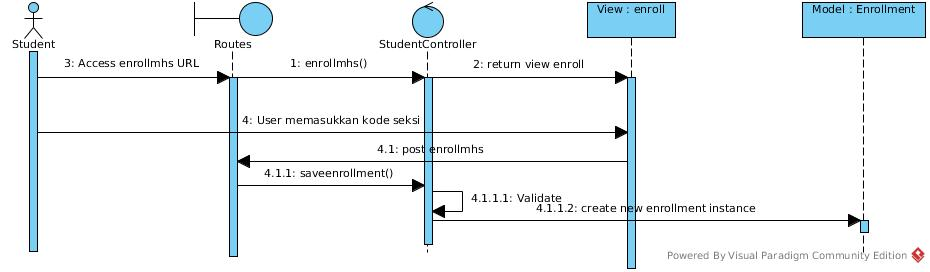 View : enroll
Model : Enrollment
Student
Routes
StudentController
3: Access enrollmhs URL
1: enrollmhs()
2: return view enroll
4: User memasukkan kode seksi
4.1: post enrollmhs
4.1.1: saveenrollment()
4.1.1.1: Validate
4.1.1.2: create new enrollment instance
Powered By Visual Paradigm Community Edition